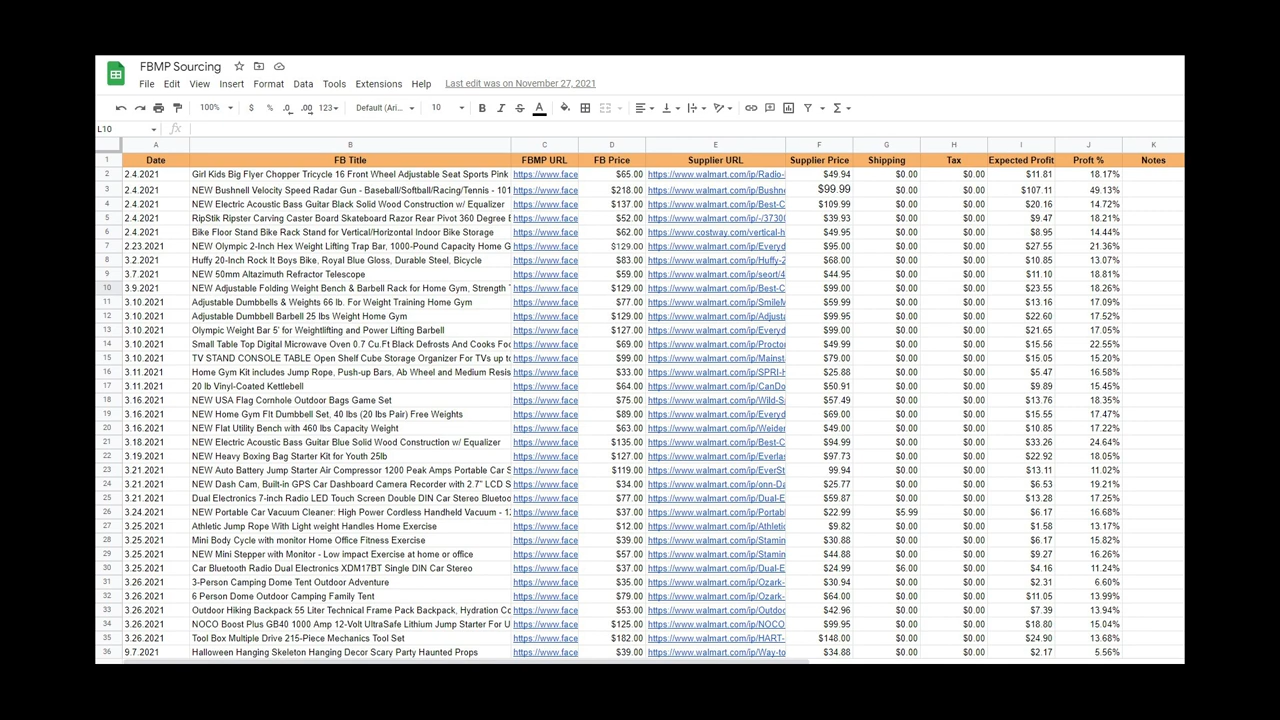 FBMP Sourcing
File Edit View Insert Format Data Tools Extensions Help Last edit was on November 27, 2021
100% $ % .0 .00 123 Default (Ari... 10 B I S A
L10 fx
A B C D E F G H I J K
1 Date FB Title FBMP URL FB Price Supplier URL Supplier Price Shipping Tax Expected Profit Proft % Notes
2 2.4.2021 Girl Kids Big Flyer Chopper Tricycle 16 Front Wheel Adjustable Seat Sports Pink https://www.face $65.00 https://www.walmart.com/ip/Radio- $49.94 $0.00 $0.00 $11.81 18.17%
3 2.4.2021 NEW Bushnell Velocity Speed Radar Gun - Baseball/Softball/Racing/Tennis - 101 https://www.face $218.00 https://www.walmart.com/ip/Bushne $99.99 $0.00 $0.00 $107.11 49.13%
4 2.4.2021 NEW Electric Acoustic Bass Guitar Black Solid Wood Construction w/ Equalizer https://www.face $137.00 https://www.walmart.com/ip/Best-C $109.99 $0.00 $0.00 $20.16 14.72%
5 2.4.2021 RipStik Ripster Carving Caster Board Skateboard Razor Rear Pivot 360 Degree E https://www.face $52.00 https://www.walmart.com/ip/-/3730( $39.93 $0.00 $0.00 $9.47 18.21%
6 2.4.2021 Bike Floor Stand Bike Rack Stand for Vertical/Horizontal Indoor Bike Storage https://www.face $62.00 https://www.costway.com/vertical-h $49.95 $0.00 $0.00 $8.95 14.44%
7 2.23.2021 NEW Olympic 2-Inch Hex Weight Lifting Trap Bar, 1000-Pound Capacity Home G https://www.face $129.00 https://www.walmart.com/ip/Everyd $95.00 $0.00 $0.00 $27.55 21.36%
8 3.2.2021 Huffy 20-Inch Rock It Boys Bike, Royal Blue Gloss, Durable Steel, Bicycle https://www.face $83.00 https://www.walmart.com/ip/Huffy-2 $68.00 $0.00 $0.00 $10.85 13.07%
9 3.7.2021 NEW 50mm Altazimuth Refractor Telescope https://www.face $59.00 https://www.walmart.com/ip/seort/4 $44.95 $0.00 $0.00 $11.10 18.81%
10 3.9.2021 NEW Adjustable Folding Weight Bench & Barbell Rack for Home Gym, Strength T https://www.face $129.00 https://www.walmart.com/ip/Best-C $99.00 $0.00 $0.00 $23.55 18.26%
11 3.10.2021 Adjustable Dumbbells & Weights 66 lb. For Weight Training Home Gym https://www.face $77.00 https://www.walmart.com/ip/SmileM $59.99 $0.00 $0.00 $13.16 17.09%
12 3.10.2021 Adjustable Dumbbell Barbell 25 lbs Weight Home Gym https://www.face $129.00 https://www.walmart.com/ip/Adjusta $99.95 $0.00 $0.00 $22.60 17.52%
13 3.10.2021 Olympic Weight Bar 5' for Weightlifting and Power Lifting Barbell https://www.face $127.00 https://www.walmart.com/ip/Everyd $99.00 $0.00 $0.00 $21.65 17.05%
14 3.10.2021 Small Table Top Digital Microwave Oven 0.7 Cu.Ft Black Defrosts And Cooks Foo https://www.face $69.00 https://www.walmart.com/ip/Proctor $49.99 $0.00 $0.00 $15.56 22.55%
15 3.10.2021 TV STAND CONSOLE TABLE Open Shelf Cube Storage Organizer For TVs up to https://www.face $99.00 https://www.walmart.com/ip/Mainst $79.00 $0.00 $0.00 $15.05 15.20%
16 3.11.2021 Home Gym Kit includes Jump Rope, Push-up Bars, Ab Wheel and Medium Resis https://www.face $33.00 https://www.walmart.com/ip/SPRI-H $25.88 $0.00 $0.00 $5.47 16.58%
17 3.11.2021 20 lb Vinyl-Coated Kettlebell https://www.face $64.00 https://www.walmart.com/ip/CanDo $50.91 $0.00 $0.00 $9.89 15.45%
18 3.16.2021 NEW USA Flag Cornhole Outdoor Bags Game Set https://www.face $75.00 https://www.walmart.com/ip/Wild-S $57.49 $0.00 $0.00 $13.76 18.35%
19 3.16.2021 NEW Home Gym FIt Dumbbell Set, 40 lbs (20 lbs Pair) Free Weights https://www.face $89.00 https://www.walmart.com/ip/Everyd $69.00 $0.00 $0.00 $15.55 17.47%
20 3.16.2021 NEW Flat Utility Bench with 460 lbs Capacity Weight https://www.face $63.00 https://www.walmart.com/ip/Weider $49.00 $0.00 $0.00 $10.85 17.22%
21 3.18.2021 NEW Electric Acoustic Bass Guitar Blue Solid Wood Construction w/ Equalizer https://www.face $135.00 https://www.walmart.com/ip/Best-C $94.99 $0.00 $0.00 $33.26 24.64%
22 3.19.2021 NEW Heavy Boxing Bag Starter Kit for Youth 25lb https://www.face $127.00 https://www.walmart.com/ip/Everlas $97.73 $0.00 $0.00 $22.92 18.05%
23 3.21.2021 NEW Auto Battery Jump Starter Air Compressor 1200 Peak Amps Portable Car S https://www.face $119.00 https://www.walmart.com/ip/EverSt 99.94 $0.00 $0.00 $13.11 11.02%
24 3.21.2021 NEW Dash Cam, Built-in GPS Car Dashboard Camera Recorder with 2.7" LCD S https://www.face $34.00 https://www.walmart.com/ip/onn-Da $25.77 $0.00 $0.00 $6.53 19.21%
25 3.21.2021 Dual Electronics 7-inch Radio LED Touch Screen Double DIN Car Stereo Bluetoo https://www.face $77.00 https://www.walmart.com/ip/Dual-E $59.87 $0.00 $0.00 $13.28 17.25%
26 3.24.2021 NEW Portable Car Vacuum Cleaner: High Power Cordless Handheld Vacuum - 12 https://www.face $37.00 https://www.walmart.com/ip/Portabl $22.99 $5.99 $0.00 $6.17 16.68%
27 3.25.2021 Athletic Jump Rope With Light weight Handles Home Exercise https://www.face $12.00 https://www.walmart.com/ip/Athletic $9.82 $0.00 $0.00 $1.58 13.17%
28 3.25.2021 Mini Body Cycle with monitor Home Office Fitness Exercise https://www.face $39.00 https://www.walmart.com/ip/Stamin $30.88 $0.00 $0.00 $6.17 15.82%
29 3.25.2021 NEW Mini Stepper with Monitor - Low impact Exercise at home or office https://www.face $57.00 https://www.walmart.com/ip/Stamin $44.88 $0.00 $0.00 $9.27 16.26%
30 3.25.2021 Car Bluetooth Radio Dual Electronics XDM17BT Single DIN Car Stereo https://www.face $37.00 https://www.walmart.com/ip/Dual-E $24.99 $6.00 $0.00 $4.16 11.24%
31 3.26.2021 3-Person Camping Dome Tent Outdoor Adventure https://www.face $35.00 https://www.walmart.com/ip/Ozark- $30.94 $0.00 $0.00 $2.31 6.60%
32 3.26.2021 6 Person Dome Outdoor Camping Family Tent https://www.face $79.00 https://www.walmart.com/ip/Ozark- $64.00 $0.00 $0.00 $11.05 13.99%
33 3.26.2021 Outdoor Hiking Backpack 55 Liter Technical Frame Pack Backpack, Hydration Co https://www.face $53.00 https://www.walmart.com/ip/Outdoo $42.96 $0.00 $0.00 $7.39 13.94%
34 3.26.2021 NOCO Boost Plus GB40 1000 Amp 12-Volt UltraSafe Lithium Jump Starter For U https://www.face $125.00 https://www.walmart.com/ip/NOCO $99.95 $0.00 $0.00 $18.80 15.04%
35 3.26.2021 Tool Box Multiple Drive 215-Piece Mechanics Tool Set https://www.face $182.00 https://www.walmart.com/ip/HART- $148.00 $0.00 $0.00 $24.90 13.68%
36 9.7.2021 Halloween Hanging Skeleton Hanging Decor Scary Party Haunted Props https://www.face $39.00 https://www.walmart.com/ip/Way-to $34.88 $0.00 $0.00 $2.17 5.56%